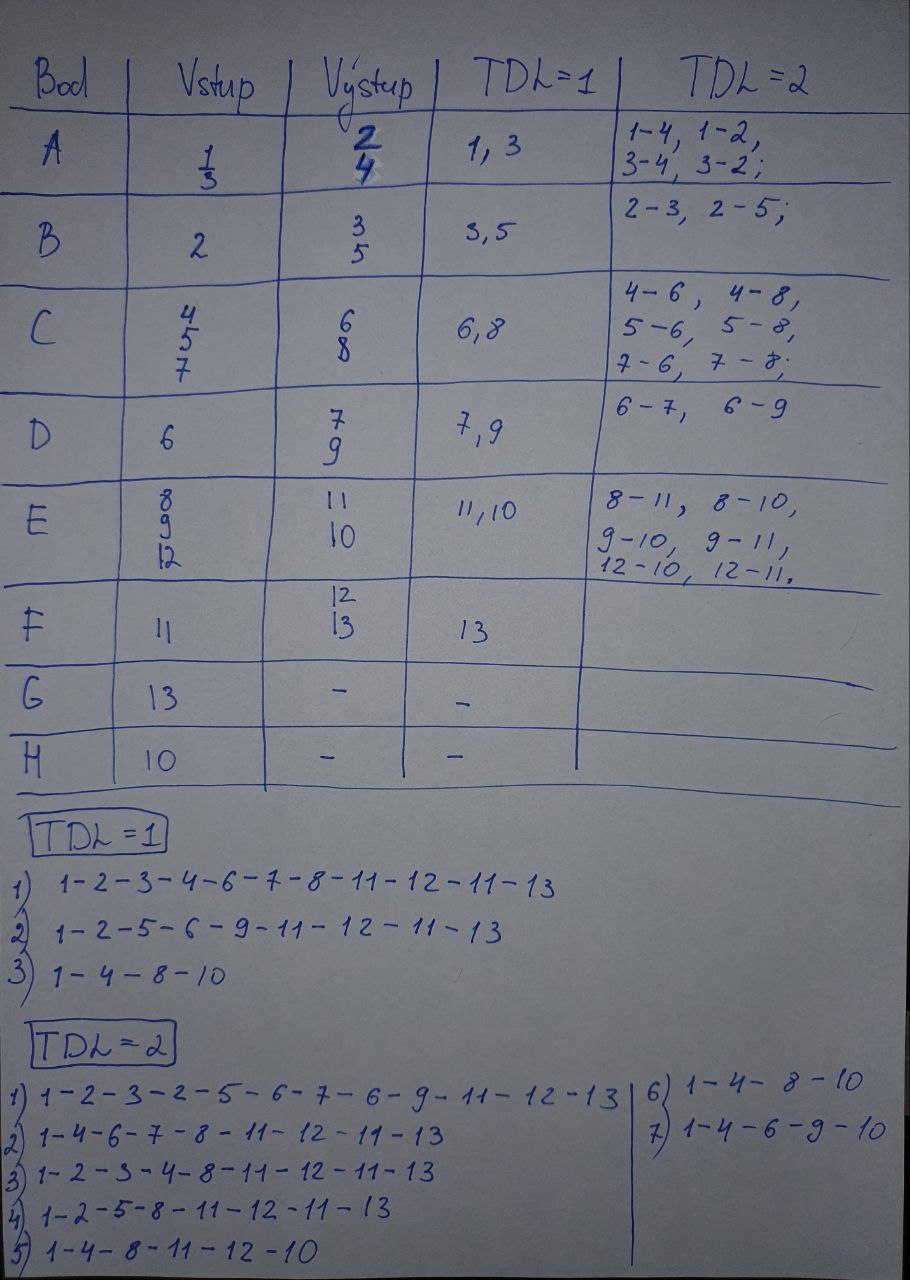 Bod Vstup Výstup TDL=1 TDL=2
A 1 3 2 4 1, 3 1-4, 1-2,
3-4, 3-2;
B 2 3 5 3,5 2-3, 2-5;
C 4 5 7 6 8 6,8 4-6, 4-8,
5-6, 5-8,
7-6, 7-8;
D 6 7 9 7,9 6-7, 6-9
E 8 9 12 11 10 11,10 8-11, 8-10,
9-10, 9-11,
12-10, 12-11.
F 11 12 13 13
G 13 - -
H 10 - -
TDL=1
1) 1-2-3-4-6-7-8-11-12-11-13
2) 1-2-5-6-9-11-12-11-13
3) 1-4-8-10
TDL=2
1) 1-2-3-2-5-6-7-6-9-11-12-13
2) 1-4-6-7-8-11-12-11-13
3) 1-2-3-4-8-11-12-11-13
4) 1-2-5-8-11-12-11-13
5) 1-4-8-11-12-10
6) 1-4-8-10
7) 1-4-6-9-10